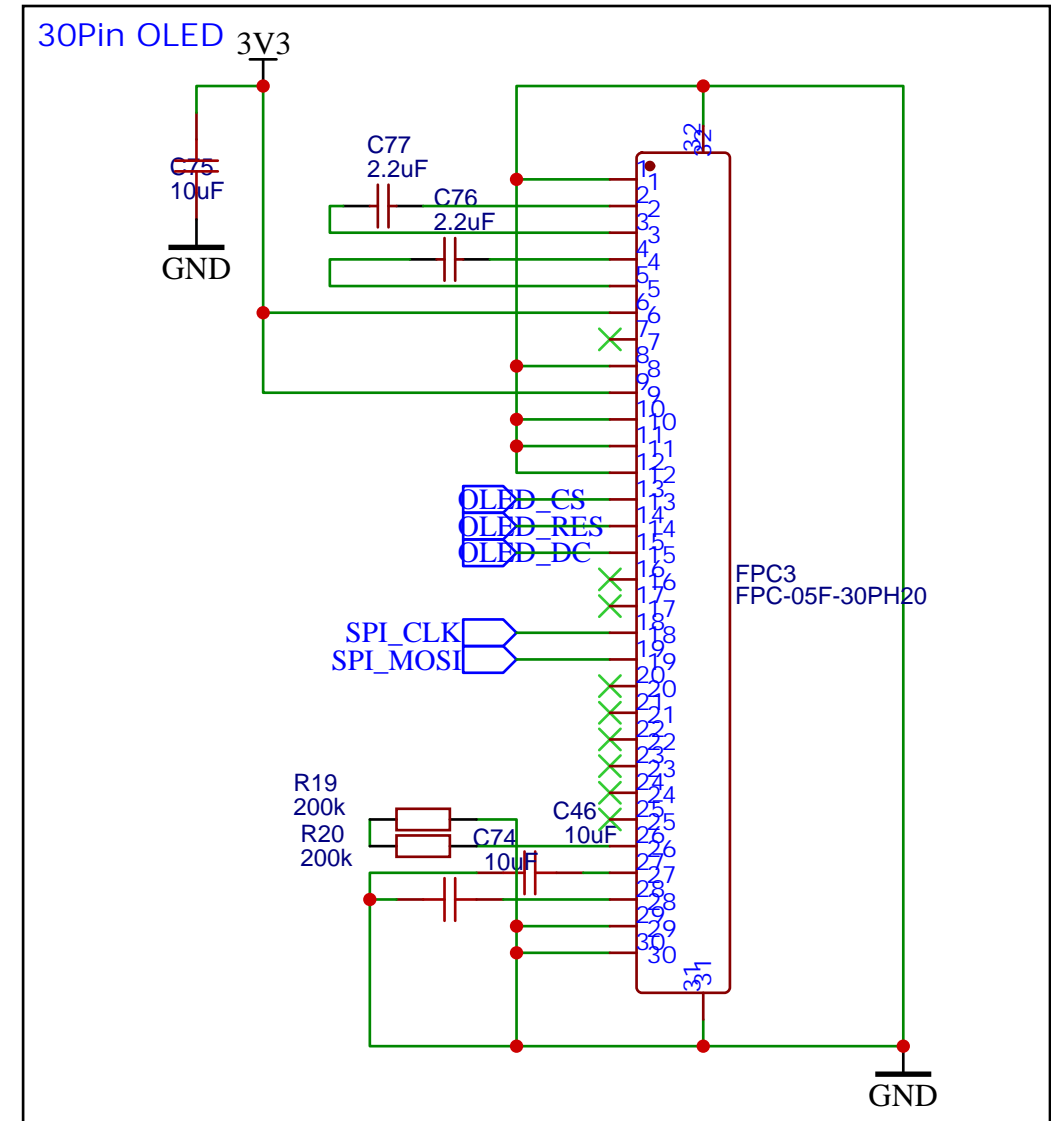 30Pin OLED
3V3
C75
10uF
GND
C77
2.2uF
C76
2.2uF
32
32
1
1
2
2
3
3
4
4
5
5
6
6
7
7
8
8
9
9
10
10
11
11
12
12
13
13
14
14
15
15
16
16
17
17
18
18
19
19
20
20
21
21
22
22
23
23
24
24
25
25
26
26
27
27
28
28
29
29
30
30
31
31
OLED_CS
OLED_RES
OLED_DC
SPI_CLK
SPI_MOSI
FPC3
FPC-05F-30PH20
R19
200k
R20
200k
C46
10uF
C74
10uF
GND